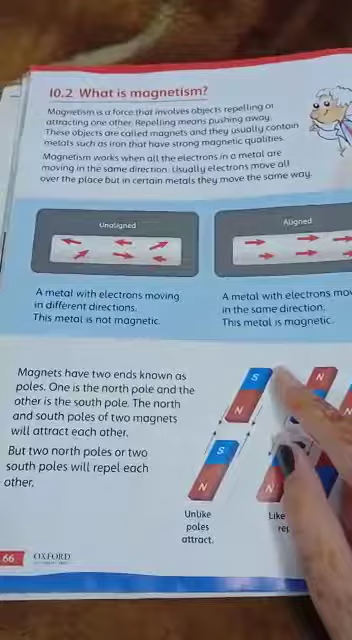 10.2 What is magnetism?
Magnetism is a force that involves objects repelling or
attracting one other. Repelling means pushing away.
These objects are called magnets and they usually contain
metals such as iron that have strong magnetic qualities.
Magnetism works when all the electrons in a metal are
moving in the same direction. Usually electrons move all
over the place but in certain metals they move the same way.
Unaligned
Aligned
A metal with electrons moving
in different directions.
This metal is not magnetic.
A metal with electrons mov
in the same direction.
This metal is magnetic.
Magnets have two ends known as
poles. One is the north pole and the
other is the south pole. The north
and south poles of two magnets
will attract each other.
But two north poles or two
south poles will repel each
other.
S
N
S
N
N
N
N
Unlike
poles
attract.
Like
rep
66
OXFORD